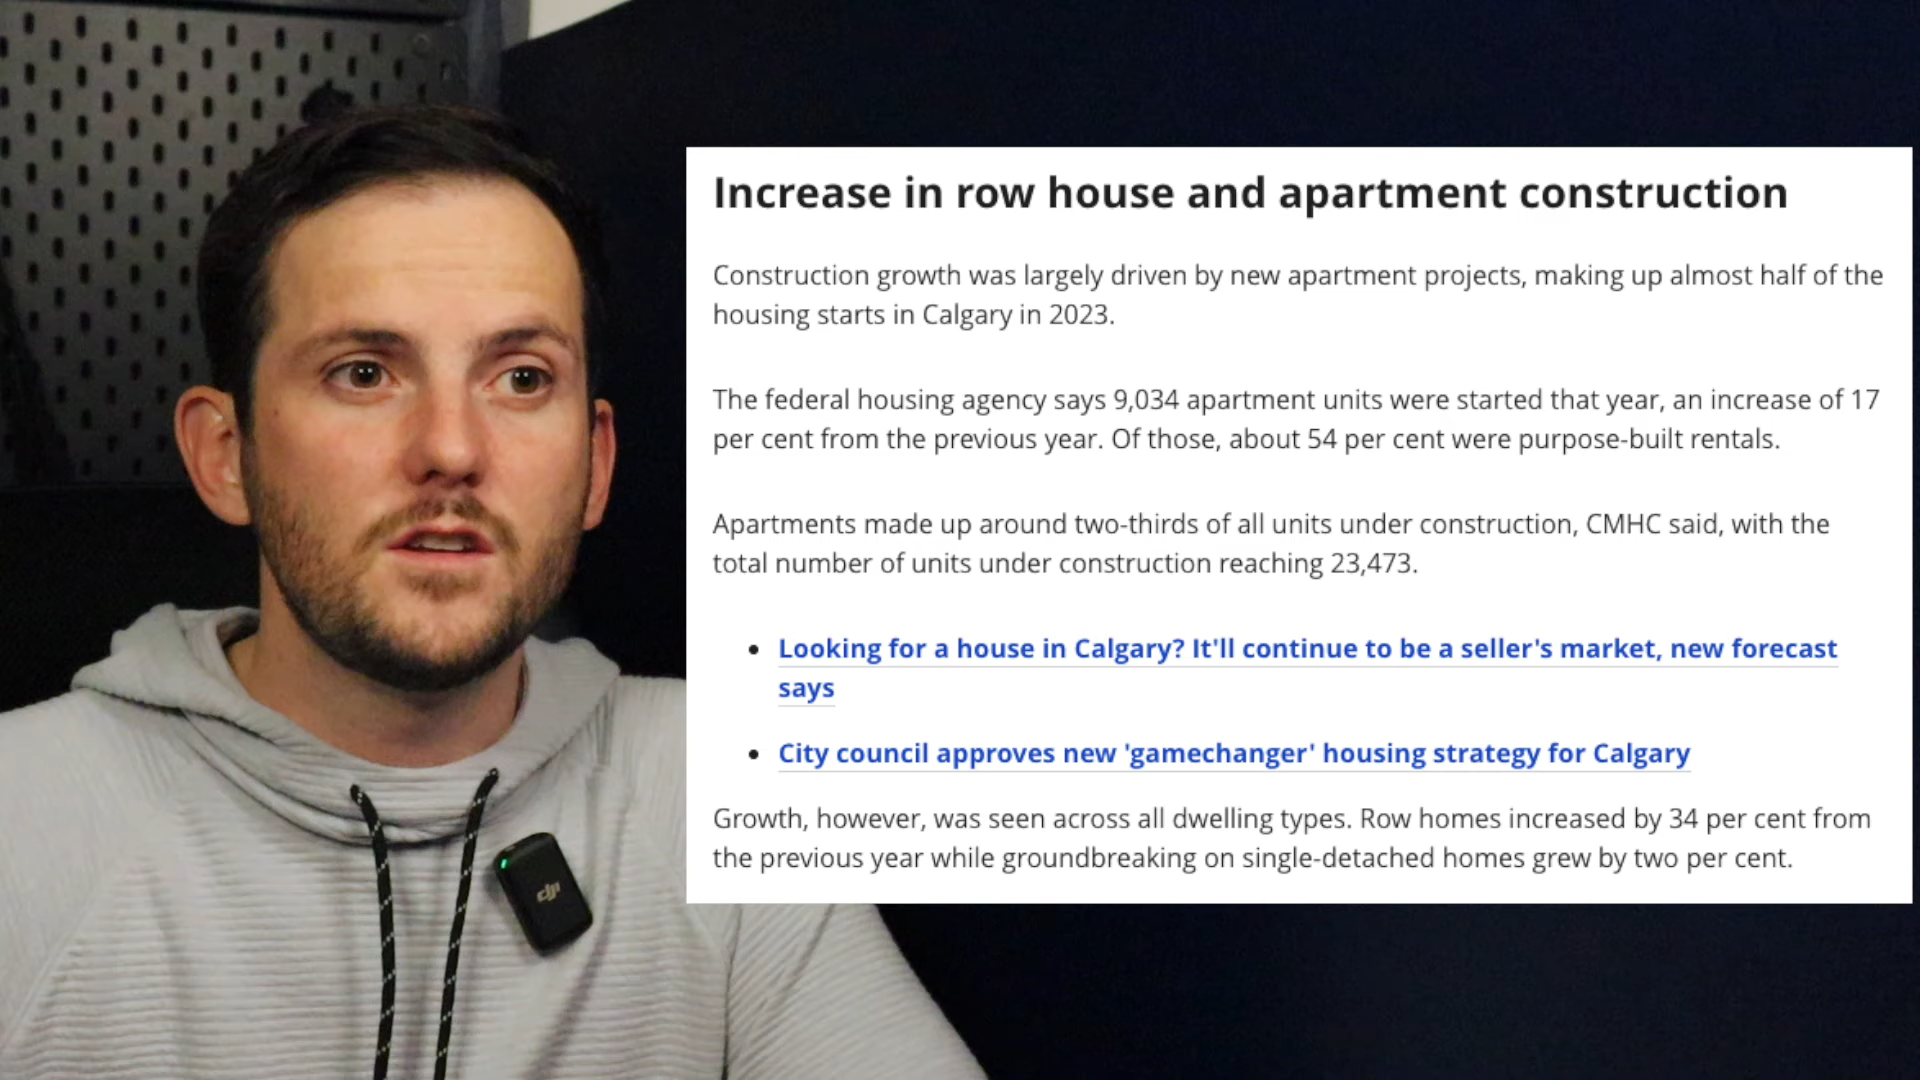 Increase in row house and apartment construction
Construction growth was largely driven by new apartment projects, making up almost half of the
housing starts in Calgary in 2023.
The federal housing agency says 9,034 apartment units were started that year, an increase of 17
per cent from the previous year. Of those, about 54 per cent were purpose-built rentals.
Apartments made up around two-thirds of all units under construction, CMHC said, with the
total number of units under construction reaching 23,473.
• Looking for a house in Calgary? It'll continue to be a seller's market, new forecast
says
• City council approves new 'gamechanger' housing strategy for Calgary
Growth, however, was seen across all dwelling types. Row homes increased by 34 per cent from
the previous year while groundbreaking on single-detached homes grew by two per cent.
dji